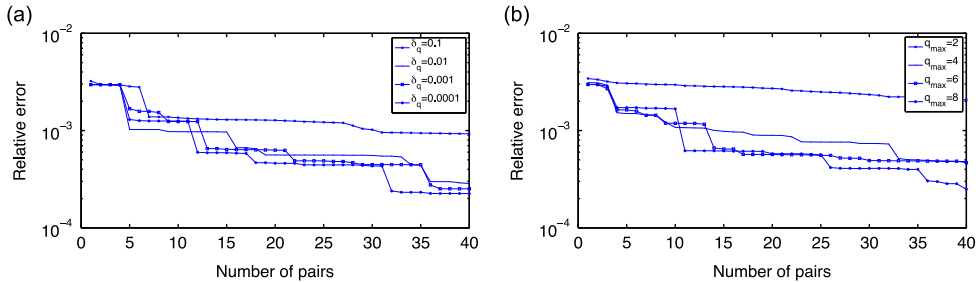 (a)
Relative error
10⁻²
10⁻³
10⁻⁴
0 5 10 15 20 25 30 35 40
Number of pairs
δq=0.1
δq=0.01
δq=0.001
δq=0.0001
(b)
Relative error
10⁻²
10⁻³
10⁻⁴
0 5 10 15 20 25 30 35 40
Number of pairs
qmax=2
qmax=4
qmax=6
qmax=8